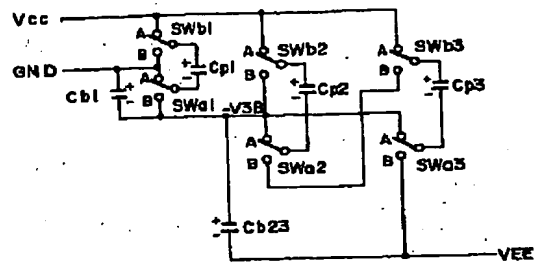 Vcc
A SWb1
B
GND
A
B
SWa1
+
-
Cb1
+
-
Cp1
A SWb2
B
+
-
Cp2
-V3B
A
B
SWa2
A SWb3
B
+
-
Cp3
A
B
SWa3
+
-
Cb23
VEE